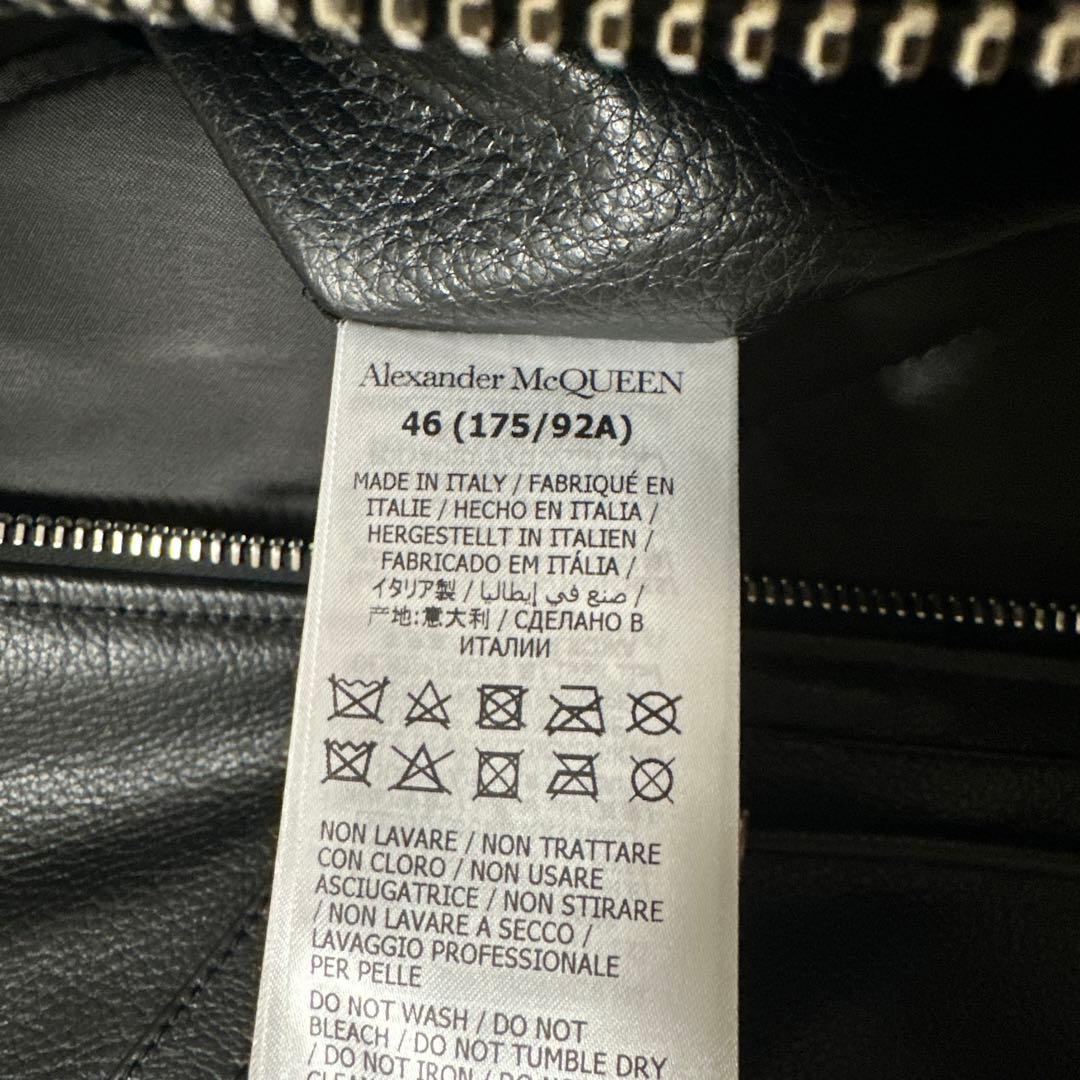 Alexander McQUEEN
46 (175/92A)
MADE IN ITALY / FABRIQUÉ EN
ITALIE / HECHO EN ITALIA /
HERGESTELLT IN ITALIEN /
FABRICADO EM ITÁLIA /
イタリア製 / صنع في إيطاليا /
产地:意大利 / СДЕЛАНО В
ИТАЛИИ
NON LAVARE / NON TRATTARE
CON CLORO / NON USARE
ASCIUGATRICE / NON STIRARE
/ NON LAVARE A SECCO /
LAVAGGIO PROFESSIONALE
PER PELLE
DO NOT WASH / DO NOT
BLEACH / DO NOT TUMBLE DRY
/ DO NOT IRON / DO NOT